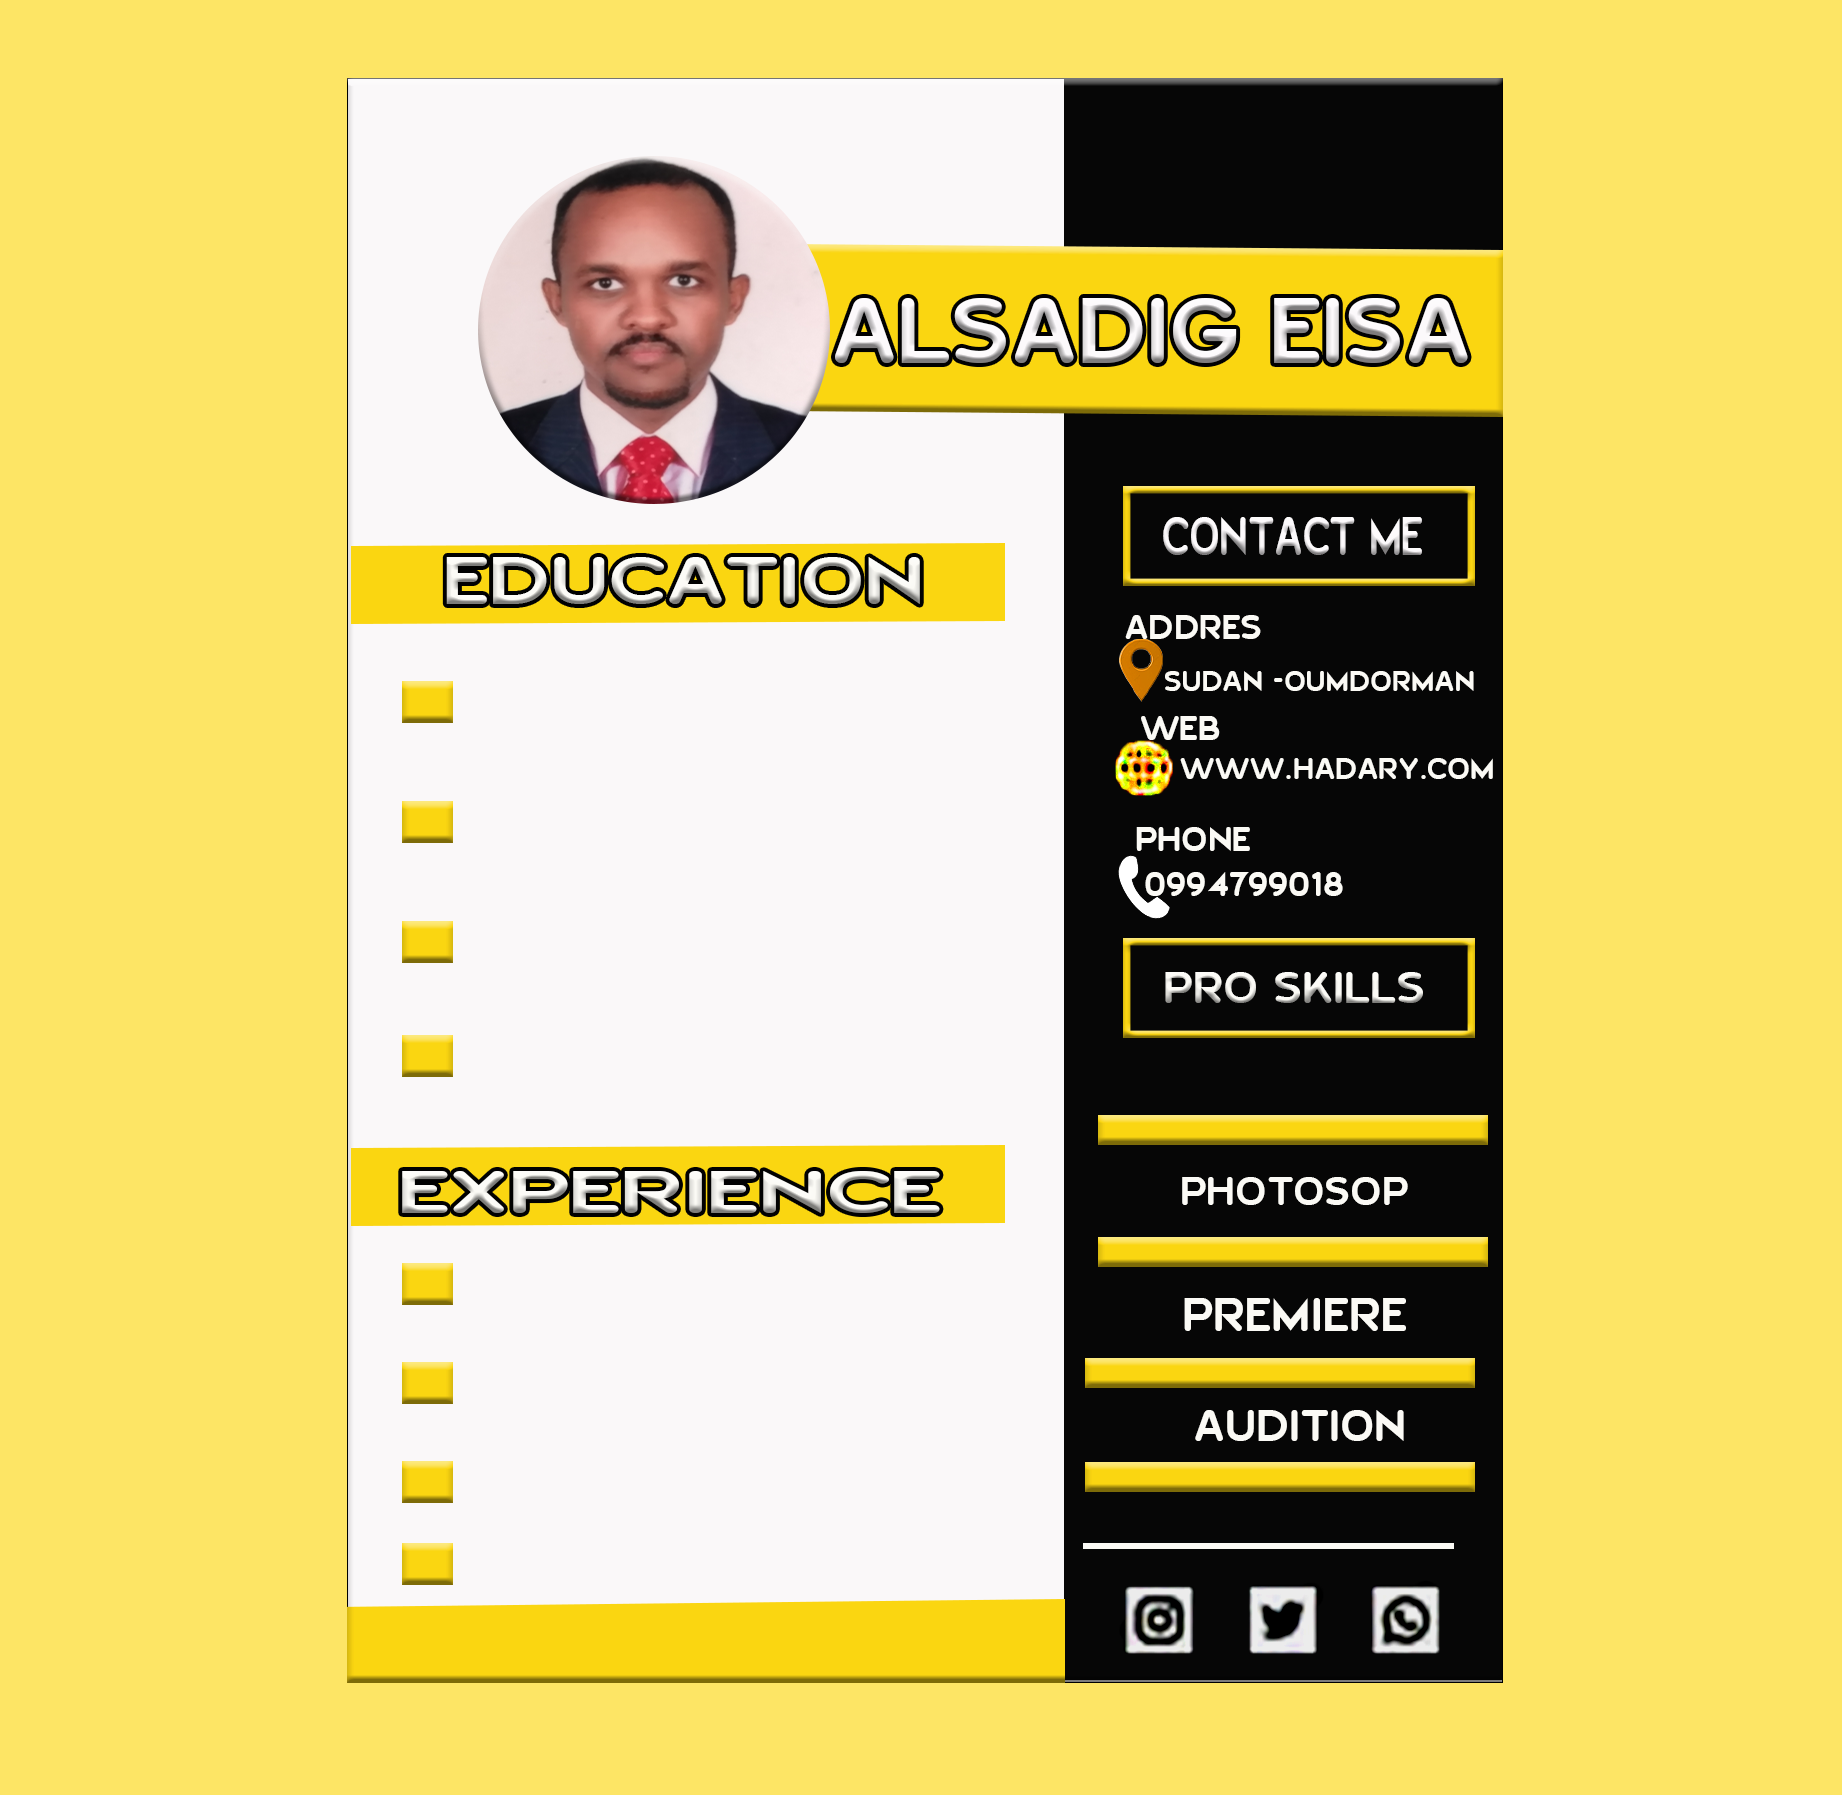 ALSADIG EISA
EDUCATION
EXPERIENCE
CONTACT ME
ADDRES
SUDAN -OUMDORMAN
WEB
WWW.HADARY.COM
PHONE
0994799018
PRO SKILLS
PHOTOSOP
PREMIERE
AUDITION